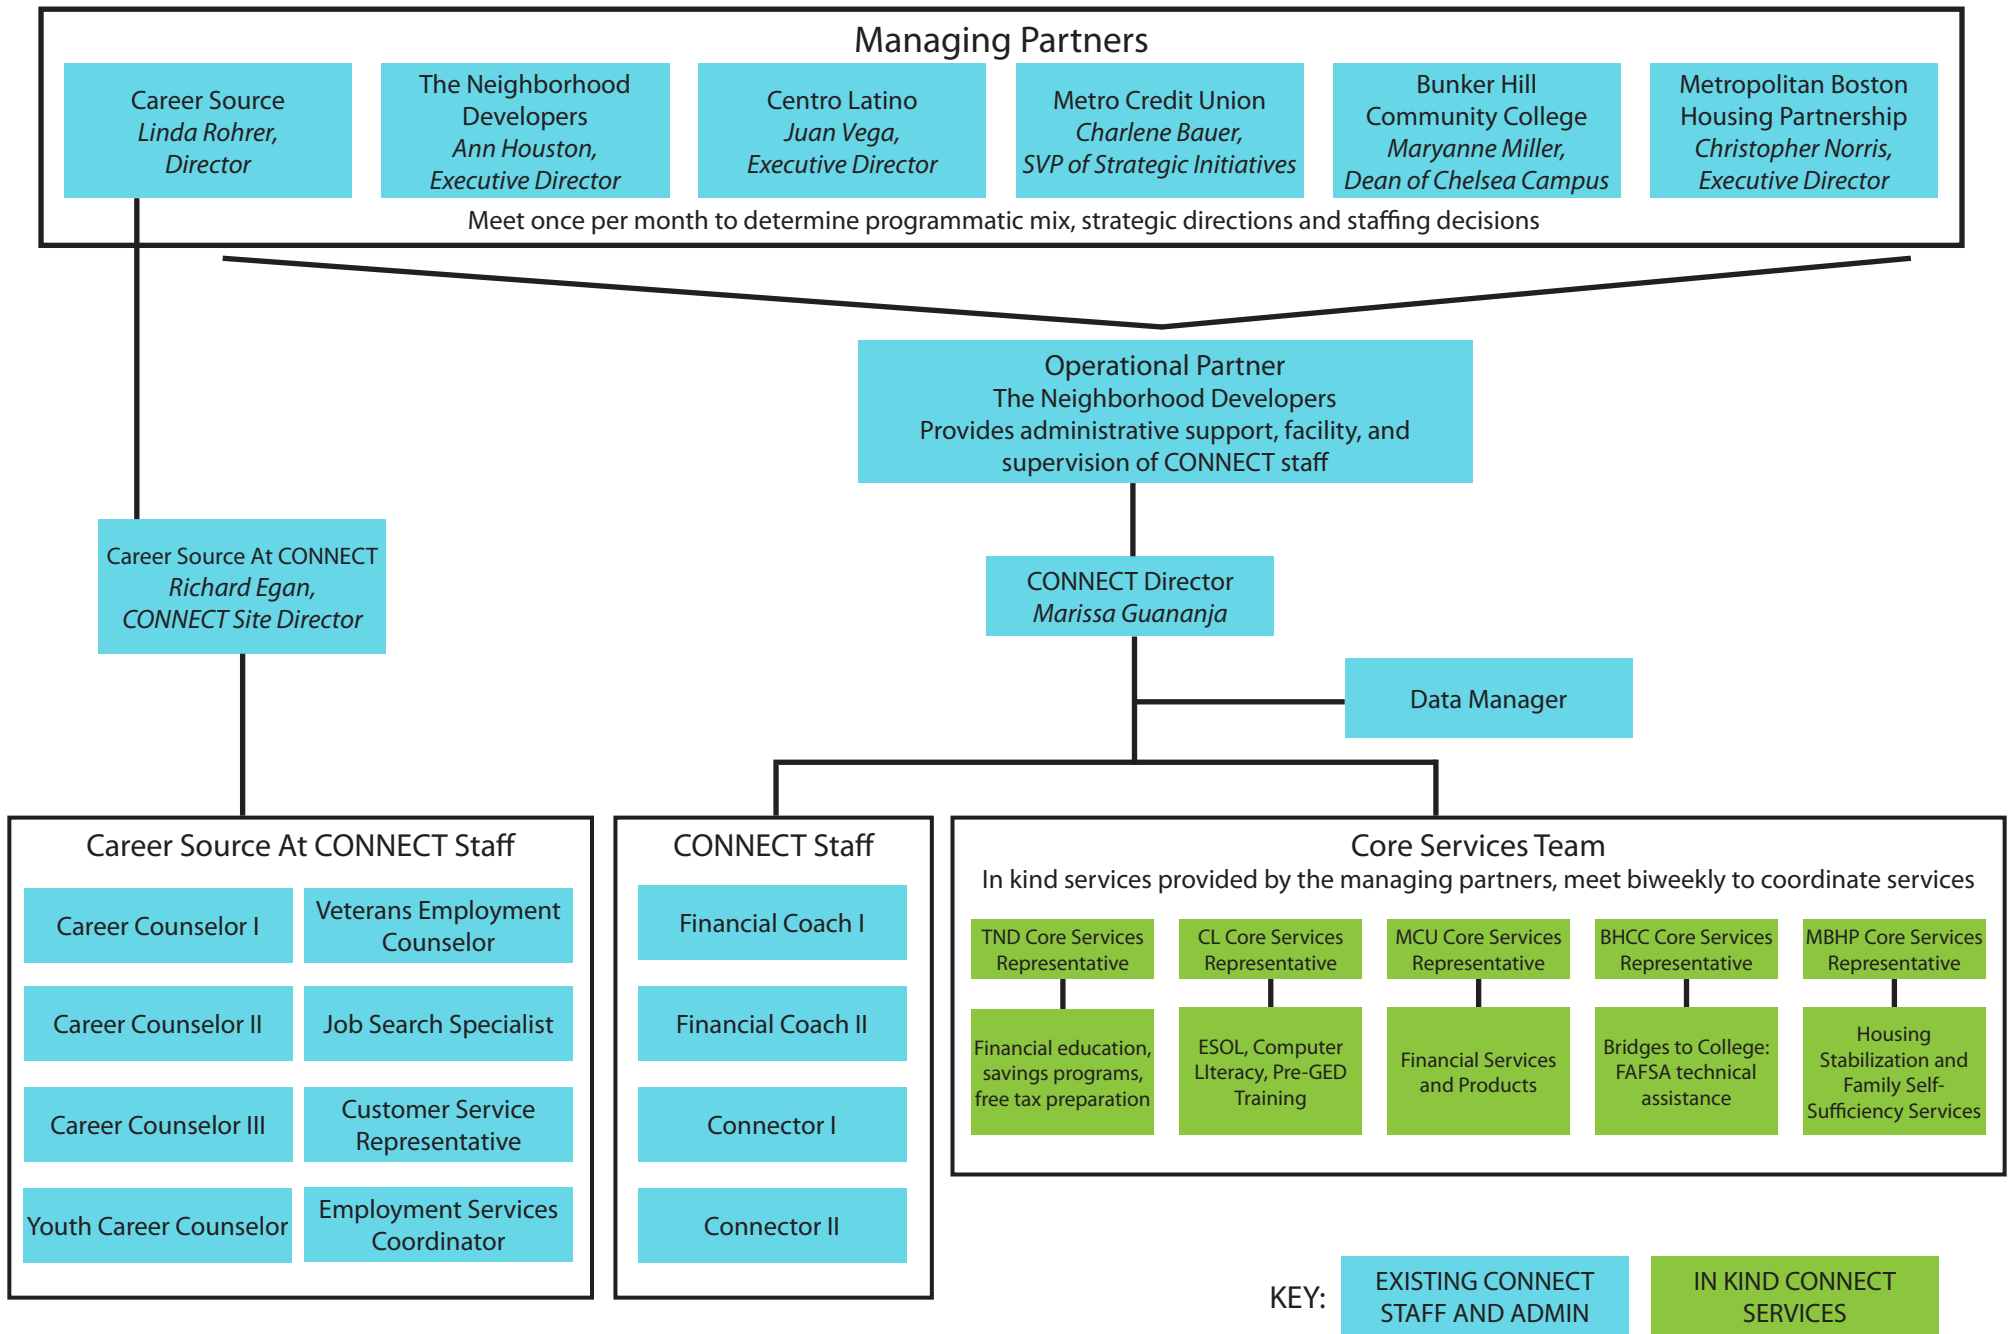 Managing Partners
Career Source
Linda Rohrer,
Director
The Neighborhood
Developers
Ann Houston,
Executive Director
Centro Latino
Juan Vega,
Executive Director
Metro Credit Union
Charlene Bauer,
SVP of Strategic Initiatives
Bunker Hill
Community College
Maryanne Miller,
Dean of Chelsea Campus
Metropolitan Boston
Housing Partnership
Christopher Norris,
Executive Director
Meet once per month to determine programmatic mix, strategic directions and staffing decisions
Operational Partner
The Neighborhood Developers
Provides administrative support, facility, and
supervision of CONNECT staff
Career Source At CONNECT
Richard Egan,
CONNECT Site Director
CONNECT Director
Marissa Guananja
Data Manager
Career Source At CONNECT Staff
Career Counselor I
Veterans Employment
Counselor
Career Counselor II
Job Search Specialist
Career Counselor III
Customer Service
Representative
Youth Career Counselor
Employment Services
Coordinator
CONNECT Staff
Financial Coach I
Financial Coach II
Connector I
Connector II
Core Services Team
In kind services provided by the managing partners, meet biweekly to coordinate services
TND Core Services
Representative
CL Core Services
Representative
MCU Core Services
Representative
BHCC Core Services
Representative
MBHP Core Services
Representative
Financial education,
savings programs,
free tax preparation
ESOL, Computer
LIteracy, Pre-GED
Training
Financial Services
and Products
Bridges to College:
FAFSA technical
assistance
Housing
Stabilization and
Family Self-
Sufficiency Services
KEY:
EXISTING CONNECT
STAFF AND ADMIN
IN KIND CONNECT
SERVICES